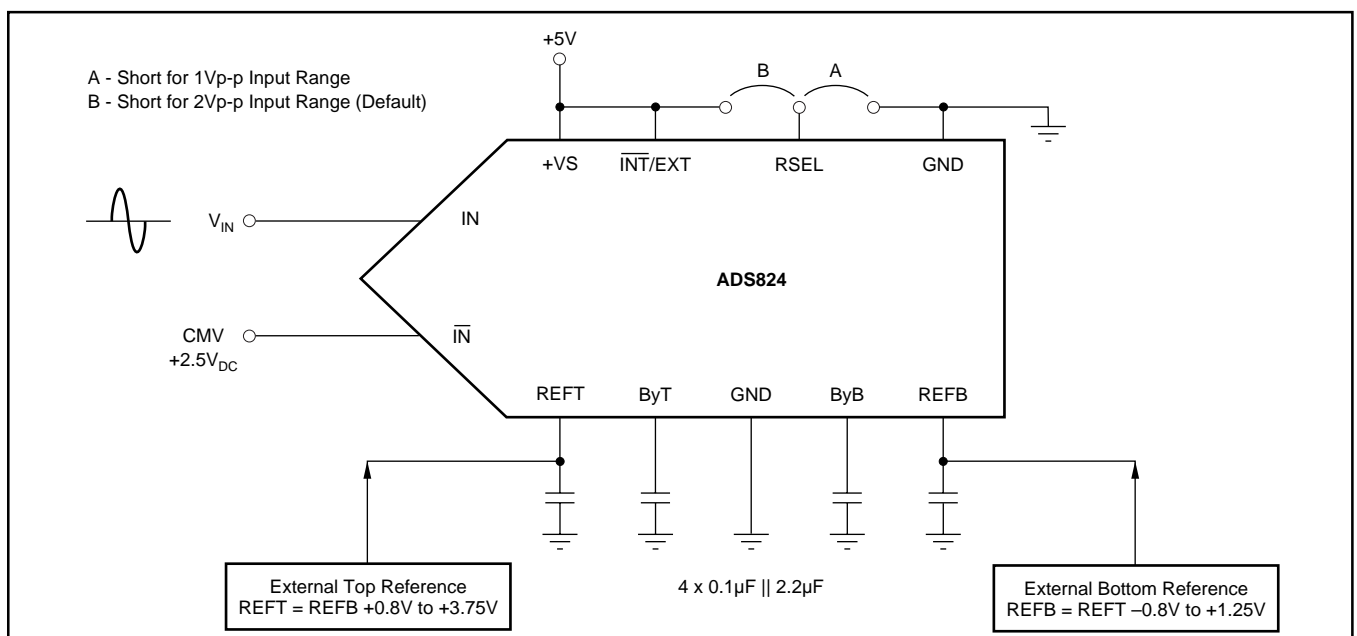 +5V
A - Short for 1Vp-p Input Range
B - Short for 2Vp-p Input Range (Default)
B
A
+VS
I̅N̅T̅/EXT
RSEL
GND
V_IN
IN
ADS824
CMV
+2.5V_DC
I̅N̅
REFT
ByT
GND
ByB
REFB
External Top Reference
REFT = REFB +0.8V to +3.75V
4 x 0.1µF || 2.2µF
External Bottom Reference
REFB = REFT –0.8V to +1.25V